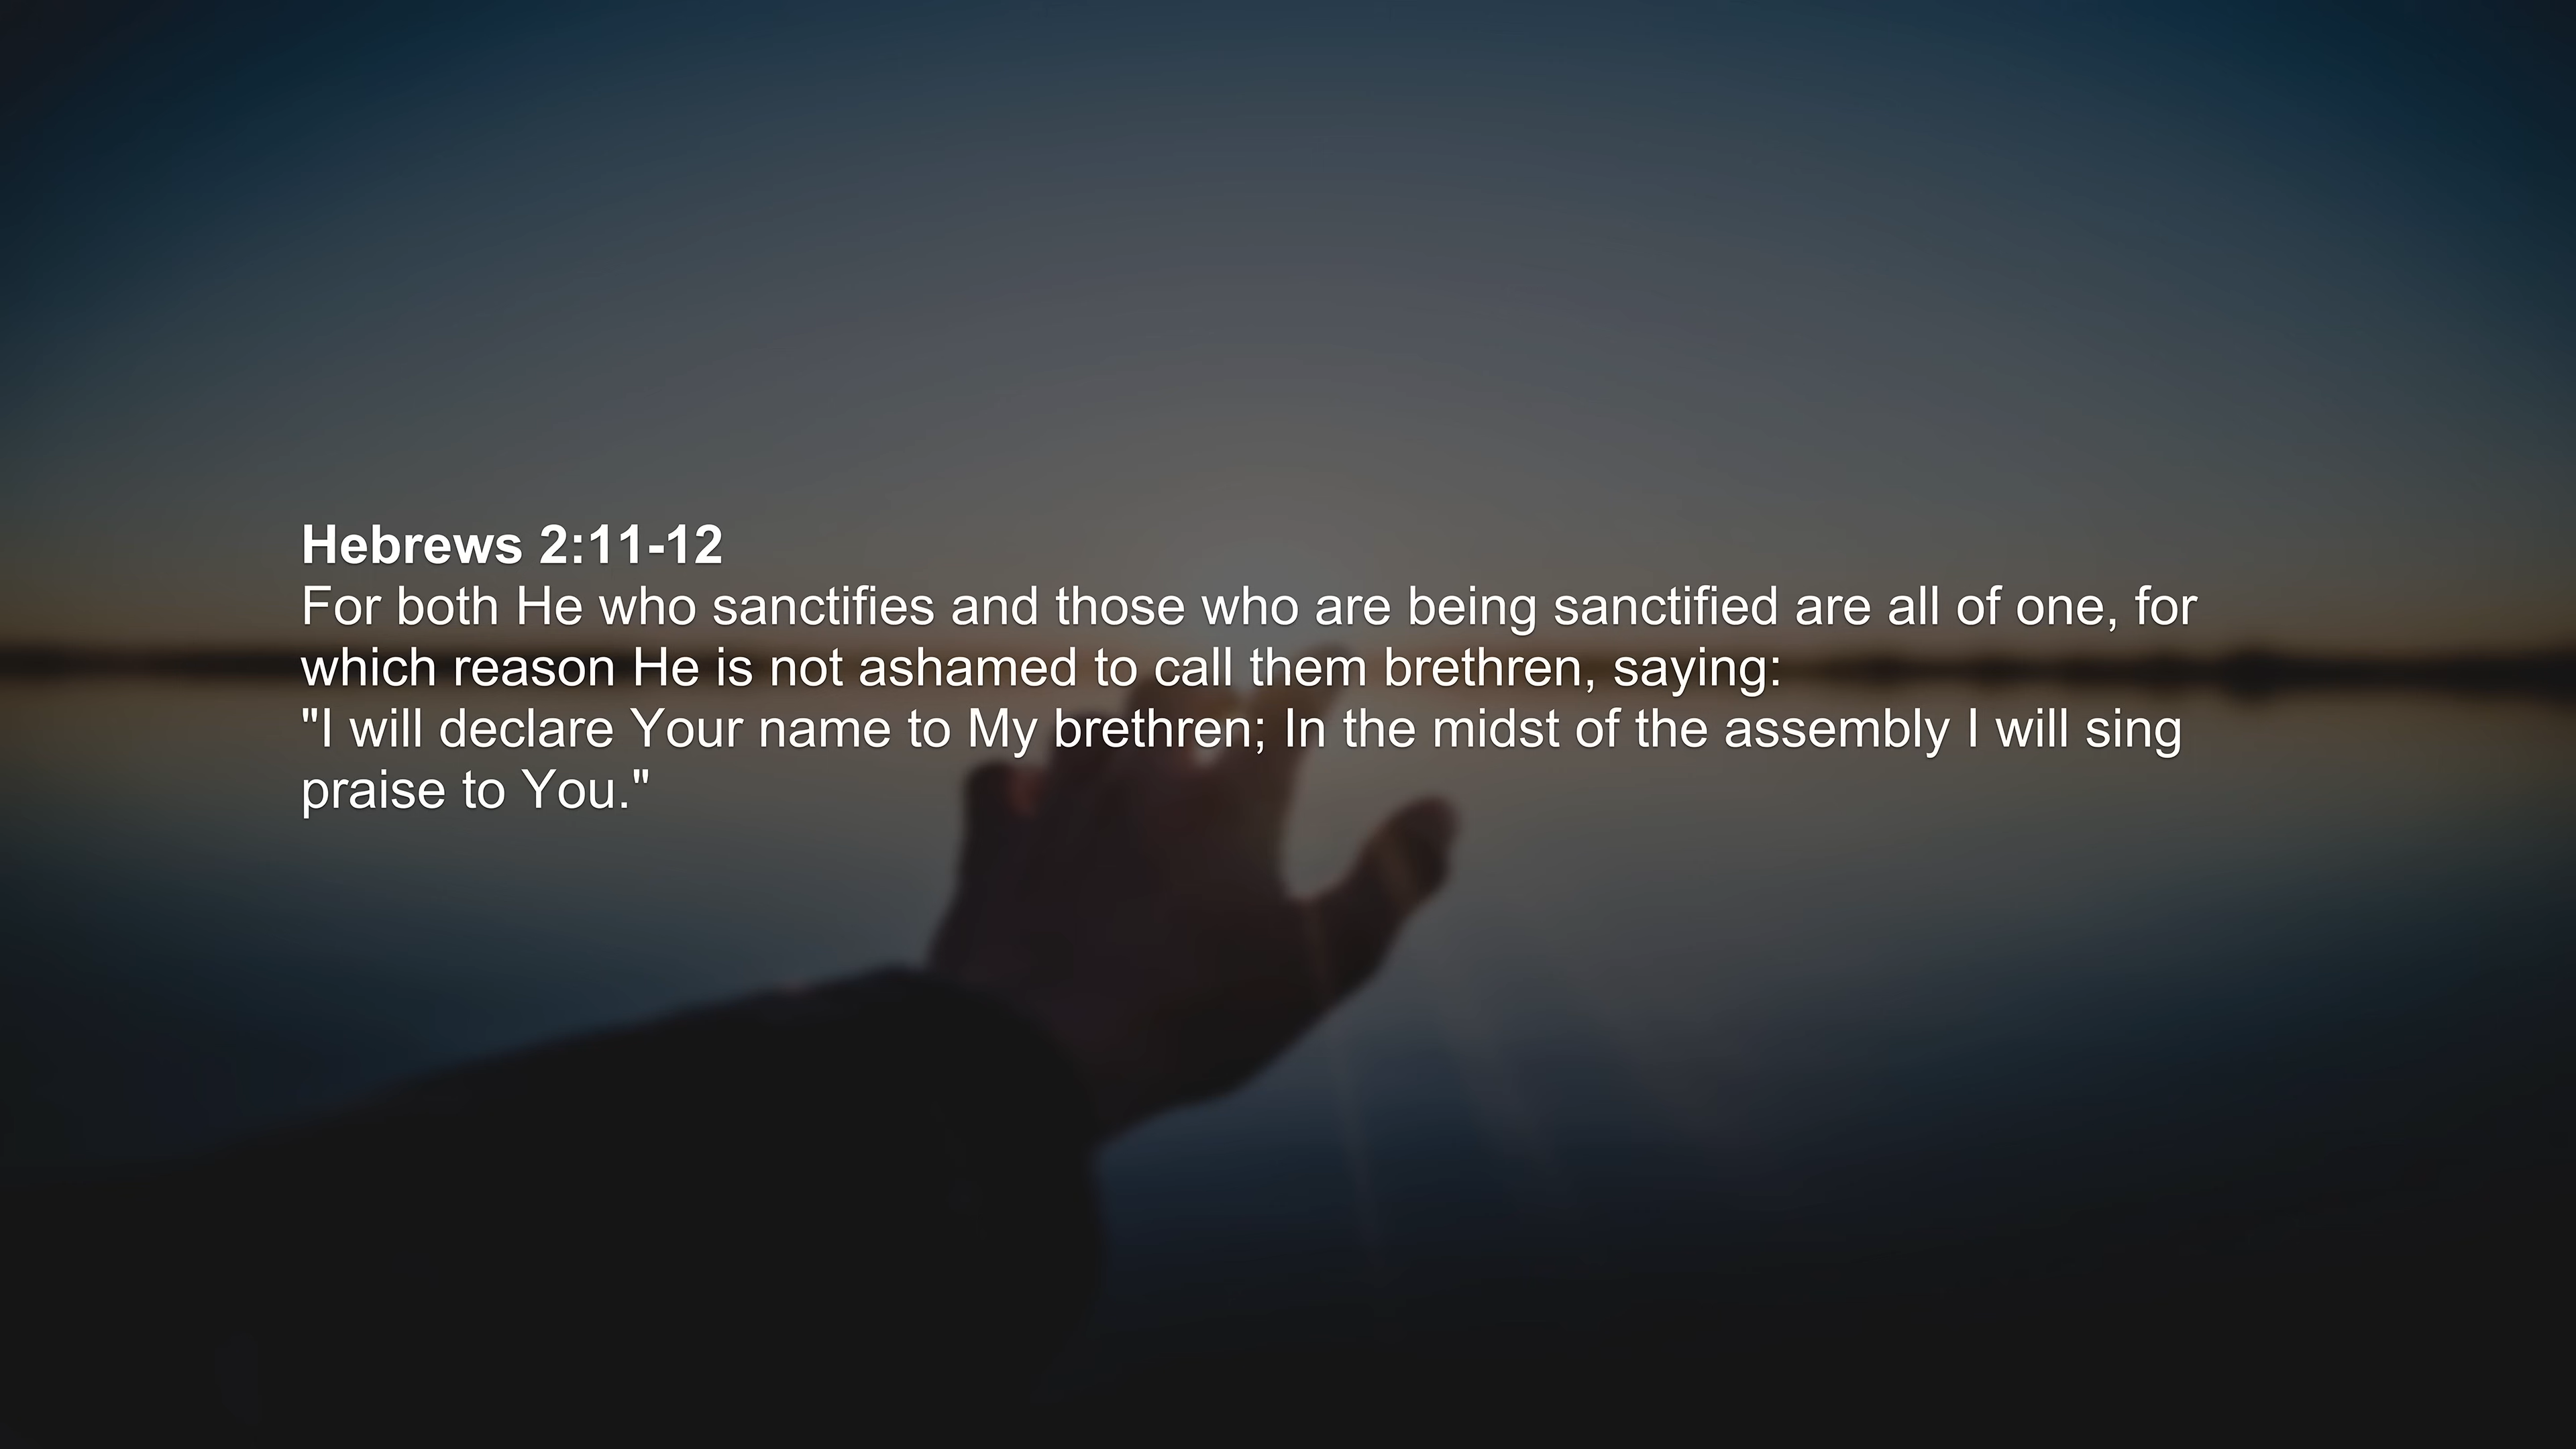 Hebrews 2:11-12
For both He who sanctifies and those who are being sanctified are all of one, for
which reason He is not ashamed to call them brethren, saying:
"I will declare Your name to My brethren; In the midst of the assembly I will sing
praise to You."